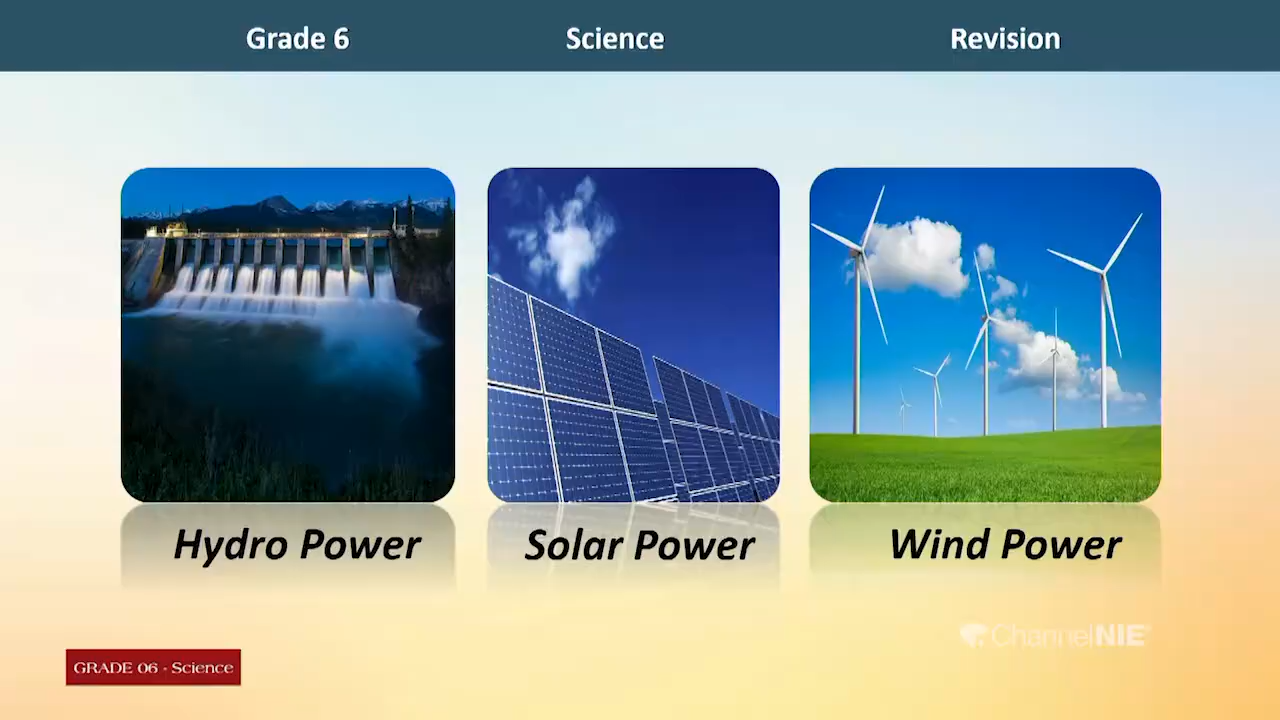 Grade 6
Science
Revision
Hydro Power
Solar Power
Wind Power
ChannelNIE
GRADE 06 - Science